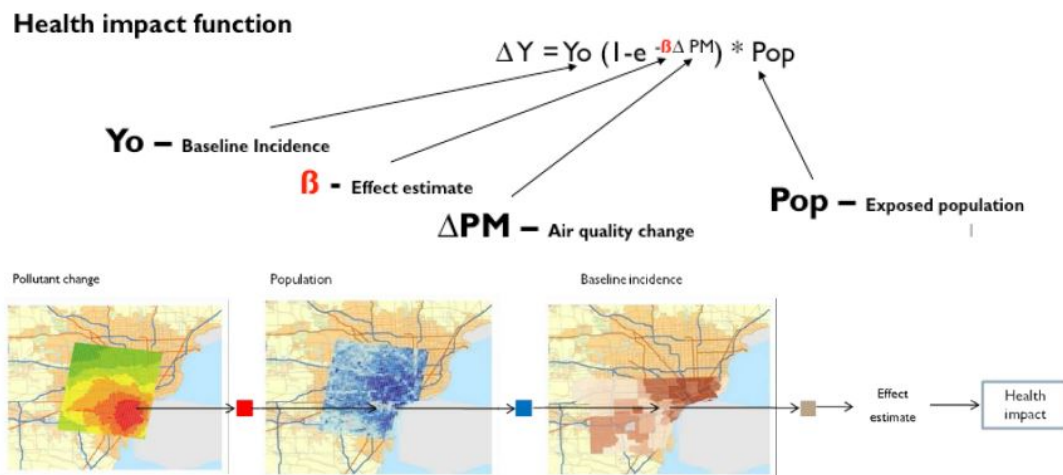 Health impact function
Δ Y = Yo (1-e -ßΔ PM) * Pop
Yo – Baseline Incidence
ß - Effect estimate
Pop – Exposed population
ΔPM – Air quality change
Pollutant change
Population
Baseline incidence
Effect
estimate
Health
impact